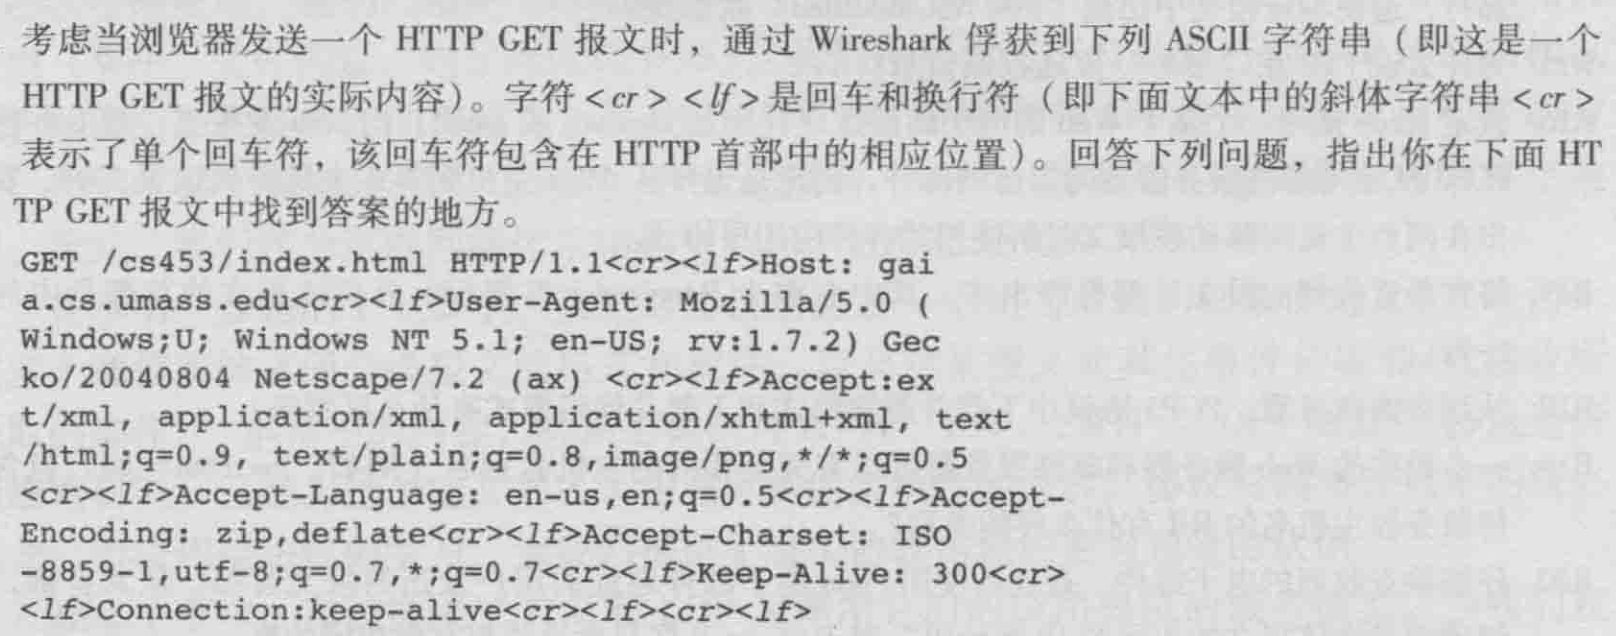 考虑当浏览器发送一个 HTTP GET 报文时，通过 Wireshark 俘获到下列 ASCII 字符串（即这是一个
HTTP GET 报文的实际内容）。字符 <cr> <lf> 是回车和换行符（即下面文本中的斜体字符串 <cr>
表示了单个回车符，该回车符包含在 HTTP 首部中的相应位置）。回答下列问题，指出你在下面 HT
TP GET 报文中找到答案的地方。
GET /cs453/index.html HTTP/1.1<cr><lf>Host: gai
a.cs.umass.edu<cr><lf>User-Agent: Mozilla/5.0 (
Windows;U; Windows NT 5.1; en-US; rv:1.7.2) Gec
ko/20040804 Netscape/7.2 (ax) <cr><lf>Accept:ex
t/xml, application/xml, application/xhtml+xml, text
/html;q=0.9, text/plain;q=0.8,image/png,*/*;q=0.5
<cr><lf>Accept-Language: en-us,en;q=0.5<cr><lf>Accept-
Encoding: zip,deflate<cr><lf>Accept-Charset: ISO
-8859-1,utf-8;q=0.7,*;q=0.7<cr><lf>Keep-Alive: 300<cr>
<lf>Connection:keep-alive<cr><lf><cr><lf>